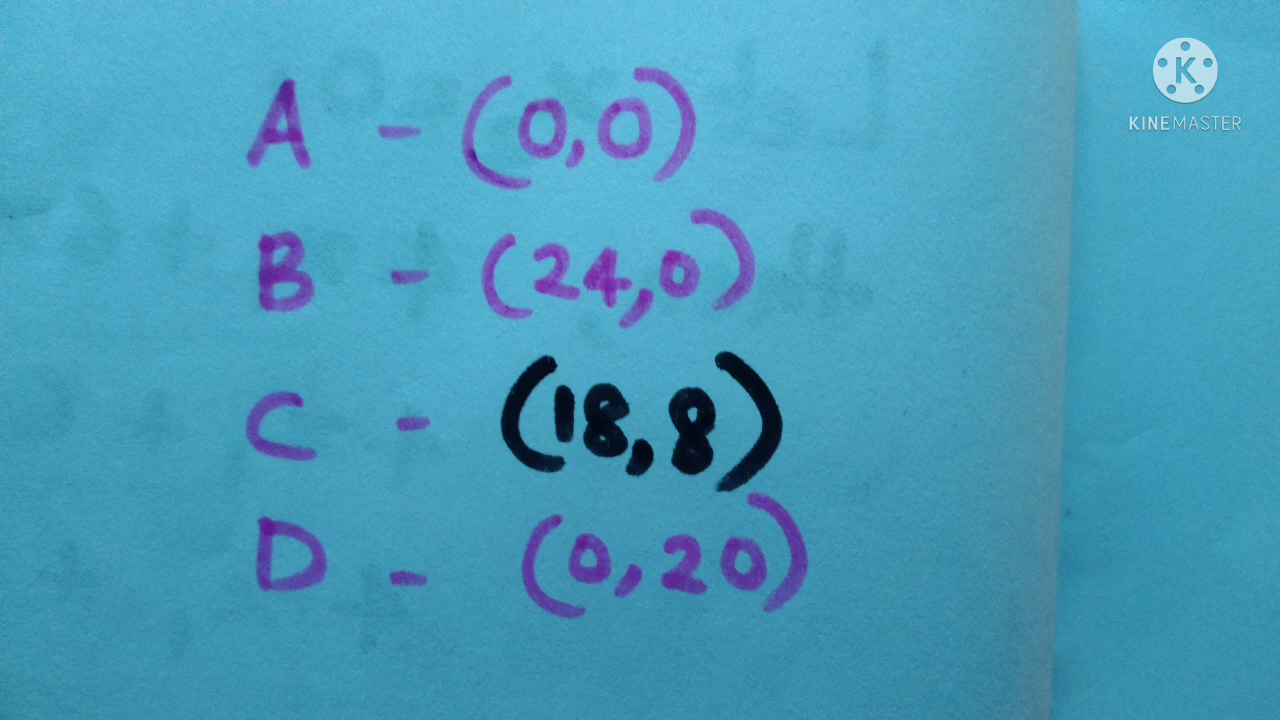 A - (0,0)
B - (24,0)
C - (18,8)
D - (0,20)
KINEMASTER